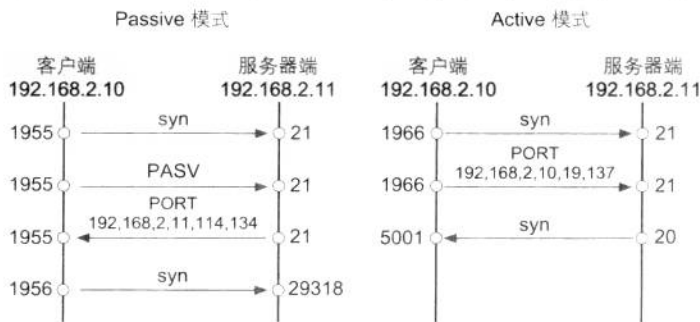 Passive 模式
客户端
192.168.2.10
服务器端
192.168.2.11
1955
syn
21
1955
PASV
21
PORT
192,168,2,11,114,134
1955
21
1956
syn
29318
Active 模式
客户端
192.168.2.10
服务器端
192.168.2.11
1966
syn
21
PORT
192,168,2,10,19,137
1966
21
5001
syn
20